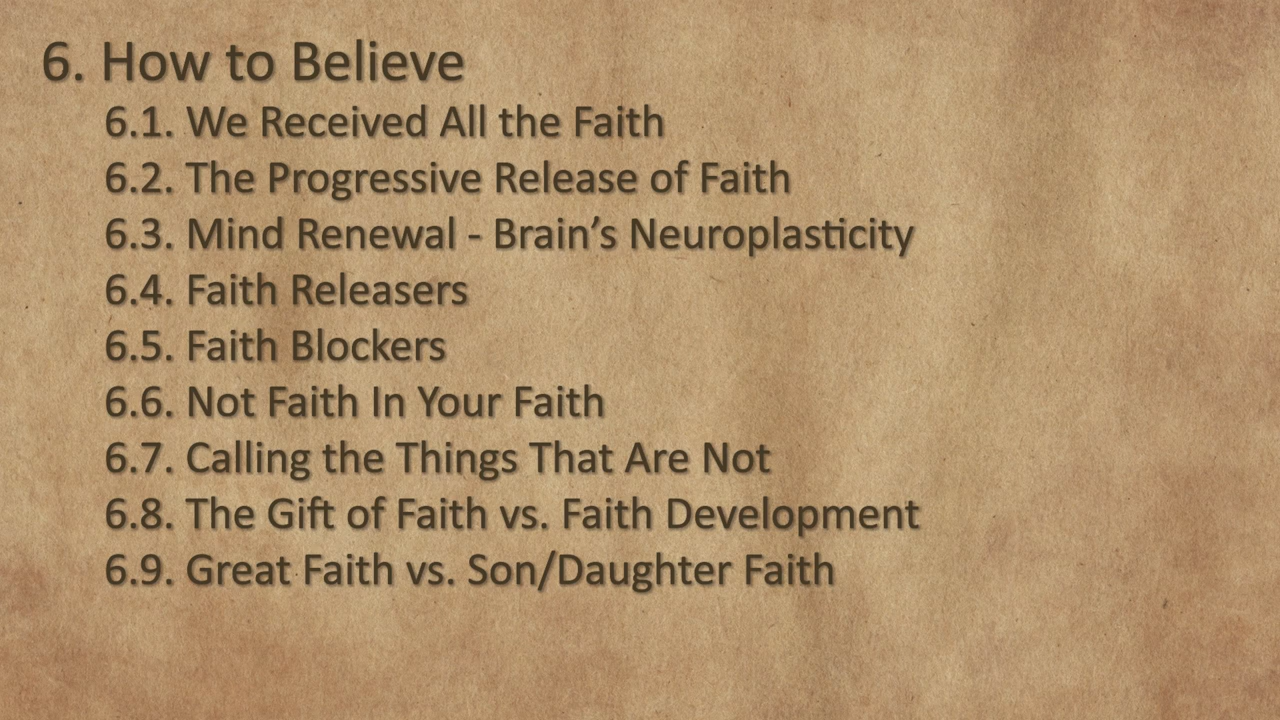 6. How to Believe
6.1. We Received All the Faith
6.2. The Progressive Release of Faith
6.3. Mind Renewal - Brain’s Neuroplasticity
6.4. Faith Releasers
6.5. Faith Blockers
6.6. Not Faith In Your Faith
6.7. Calling the Things That Are Not
6.8. The Gift of Faith vs. Faith Development
6.9. Great Faith vs. Son/Daughter Faith